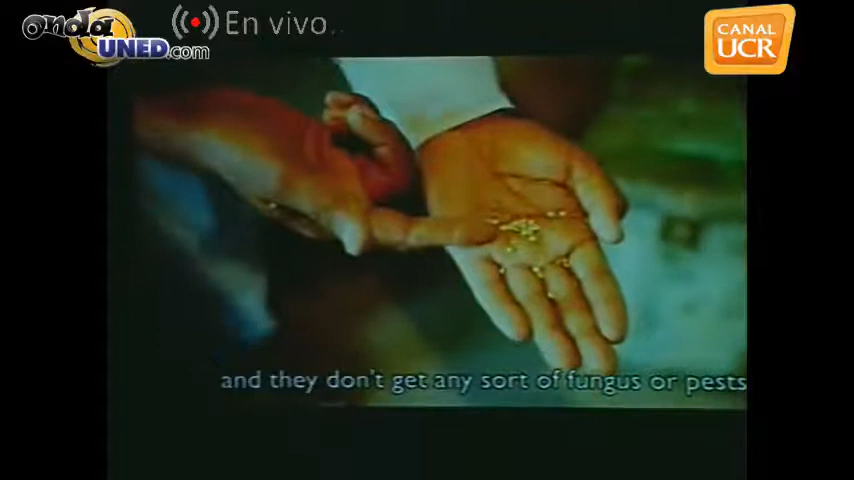 onda
UNED.com
En vivo..
CANAL
UCR
and they don't get any sort of fungus or pests